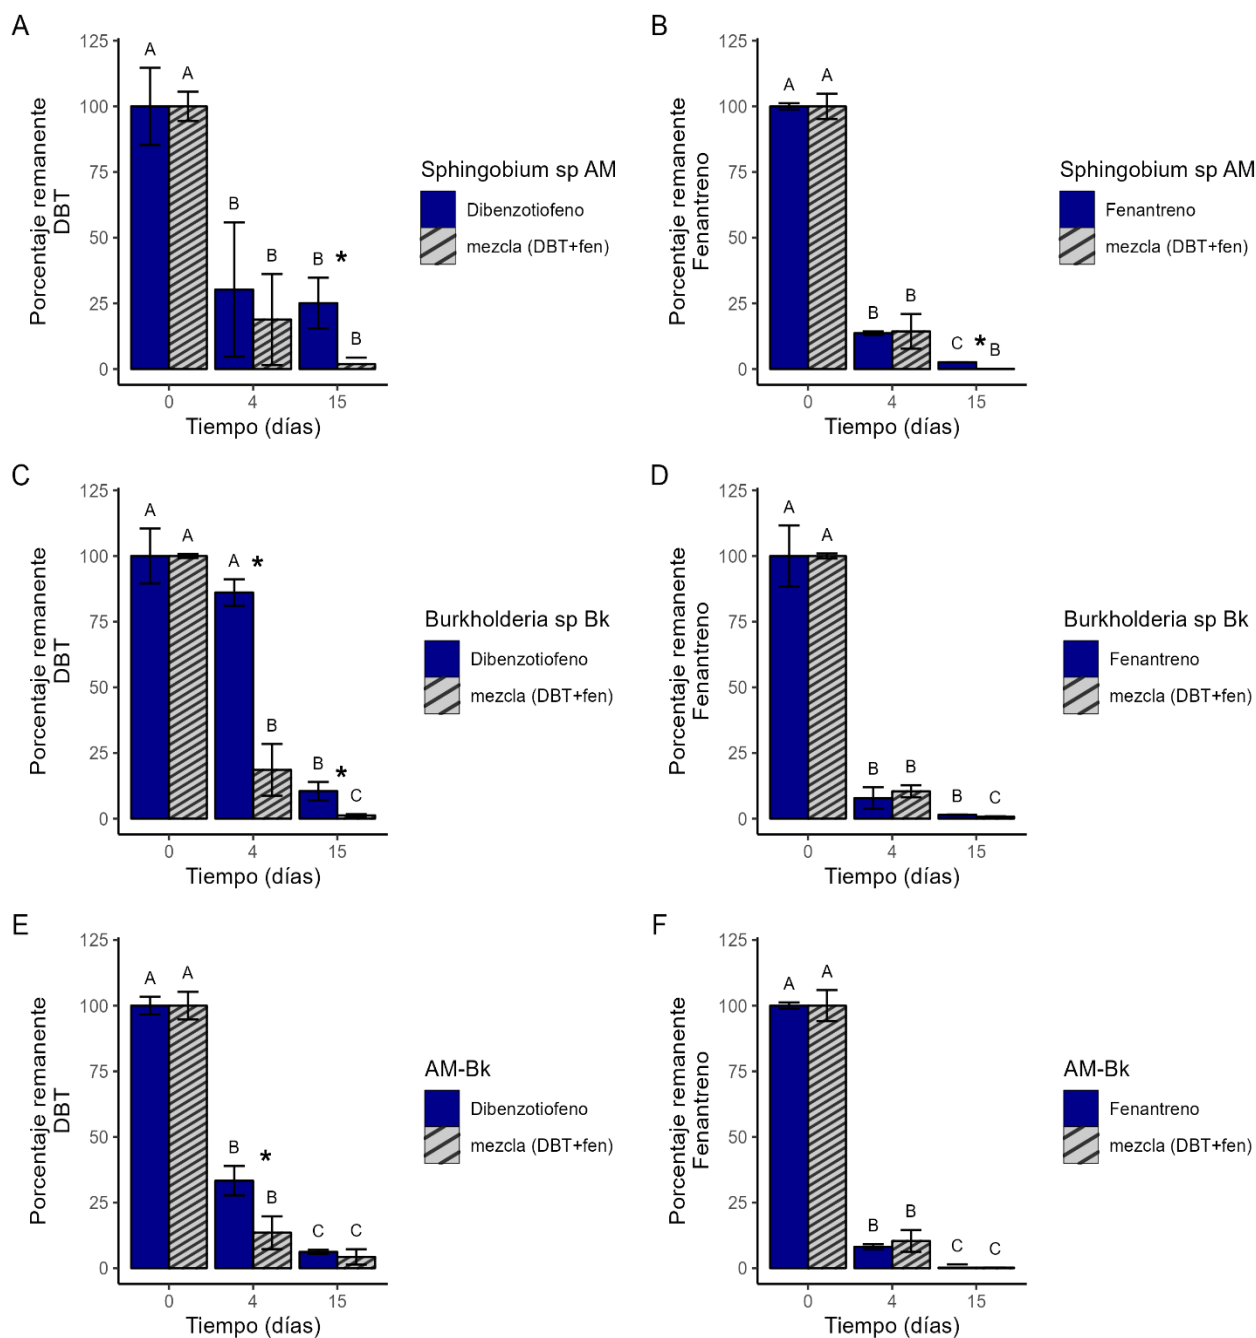 A
Porcentaje remanente
DBT
125
100
75
50
25
0
A
A
B
B
B
*
B
0
4
15
Tiempo (días)
Sphingobium sp AM
Dibenzotiofeno
mezcla (DBT+fen)
B
Porcentaje remanente
Fenantreno
125
100
75
50
25
0
A
A
B
B
C
*
B
0
4
15
Tiempo (días)
Sphingobium sp AM
Fenantreno
mezcla (DBT+fen)
C
Porcentaje remanente
DBT
125
100
75
50
25
0
A
A
A
*
B
B
*
C
0
4
15
Tiempo (días)
Burkholderia sp Bk
Dibenzotiofeno
mezcla (DBT+fen)
D
Porcentaje remanente
Fenantreno
125
100
75
50
25
0
A
A
B
B
B
C
0
4
15
Tiempo (días)
Burkholderia sp Bk
Fenantreno
mezcla (DBT+fen)
E
Porcentaje remanente
DBT
125
100
75
50
25
0
A
A
B
*
B
C
C
0
4
15
Tiempo (días)
AM-Bk
Dibenzotiofeno
mezcla (DBT+fen)
F
Porcentaje remanente
Fenantreno
125
100
75
50
25
0
A
A
B
B
C
C
0
4
15
Tiempo (días)
AM-Bk
Fenantreno
mezcla (DBT+fen)